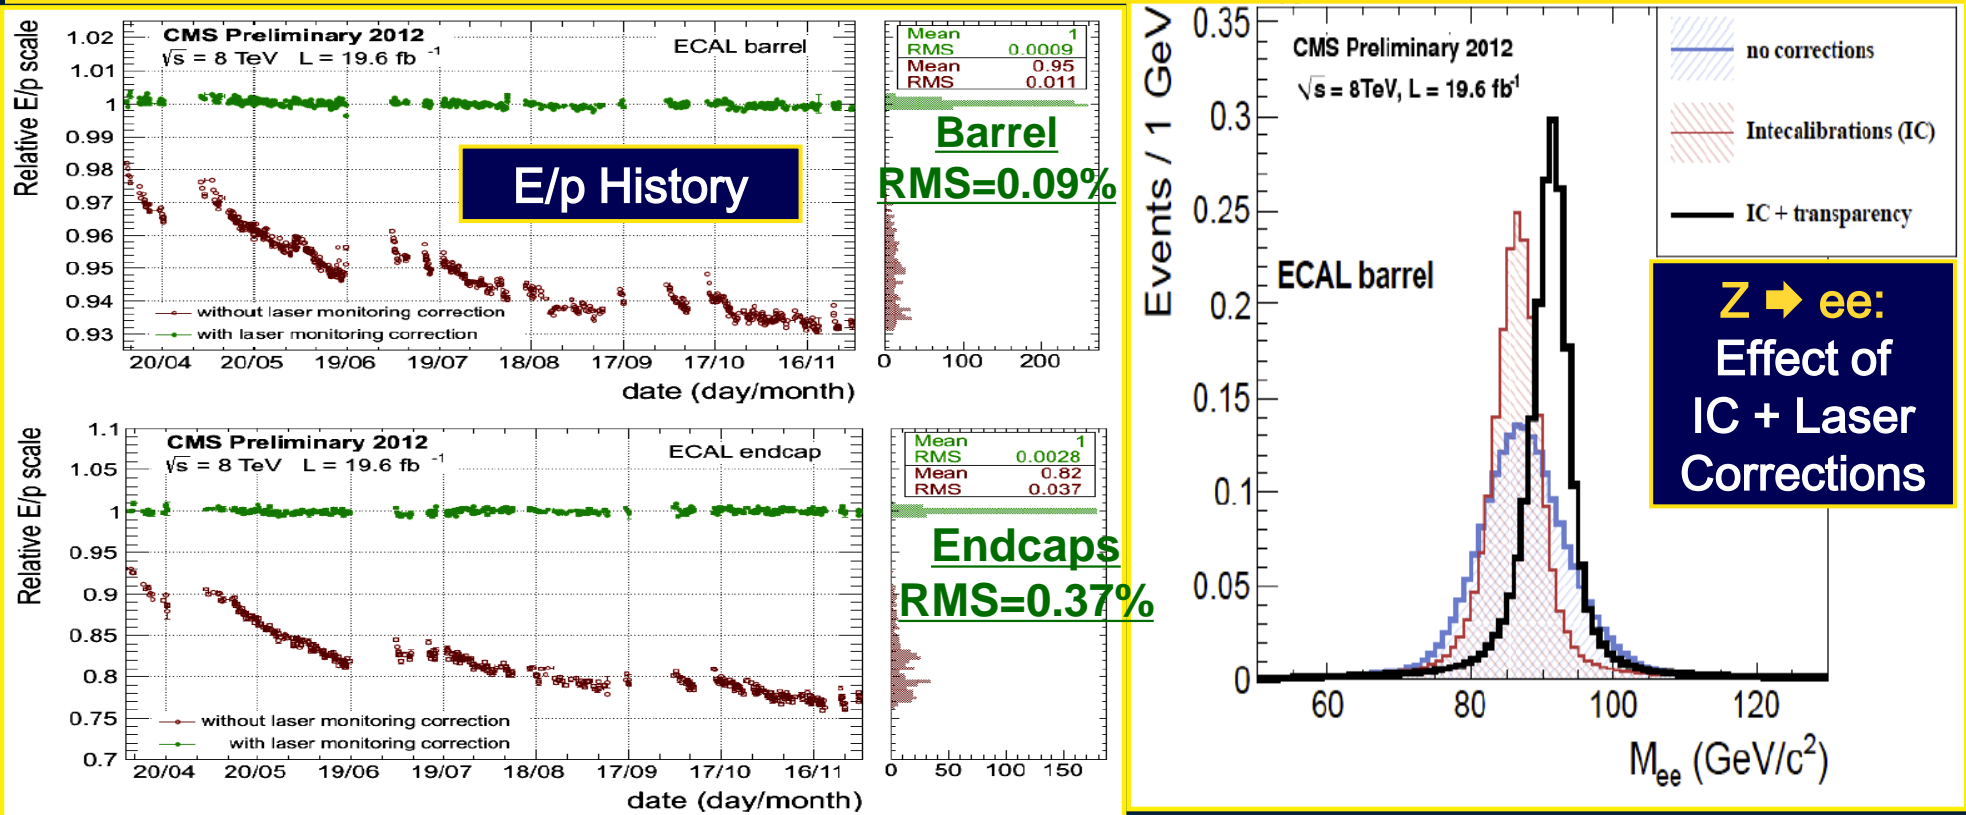 Relative E/p scale
1.02
1.01
1
0.99
0.98
0.97
0.96
0.95
0.94
0.93
CMS Preliminary 2012
√s = 8 TeV L = 19.6 fb -1
ECAL barrel
E/p History
without laser monitoring correction
with laser monitoring correction
20/04 20/05 19/06 19/07 18/08 17/09 17/10 16/11
date (day/month)
Mean 1
RMS 0.0009
Mean 0.95
RMS 0.011
Barrel
RMS=0.09%
0 100 200
Relative E/p scale
1.1
1.05
1
0.95
0.9
0.85
0.8
0.75
0.7
CMS Preliminary 2012
√s = 8 TeV L = 19.6 fb -1
ECAL endcap
without laser monitoring correction
with laser monitoring correction
20/04 20/05 19/06 19/07 18/08 17/09 17/10 16/11
date (day/month)
Mean 1
RMS 0.0028
Mean 0.82
RMS 0.037
Endcaps
RMS=0.37%
0 50 100 150
Events / 1 GeV
0.35
0.3
0.25
0.2
0.15
0.1
0.05
0
CMS Preliminary 2012
√s = 8TeV, L = 19.6 fb-1
ECAL barrel
no corrections
Intecalibrations (IC)
IC + transparency
Z ➡ ee:
Effect of
IC + Laser
Corrections
60 80 100 120
Mee (GeV/c2)